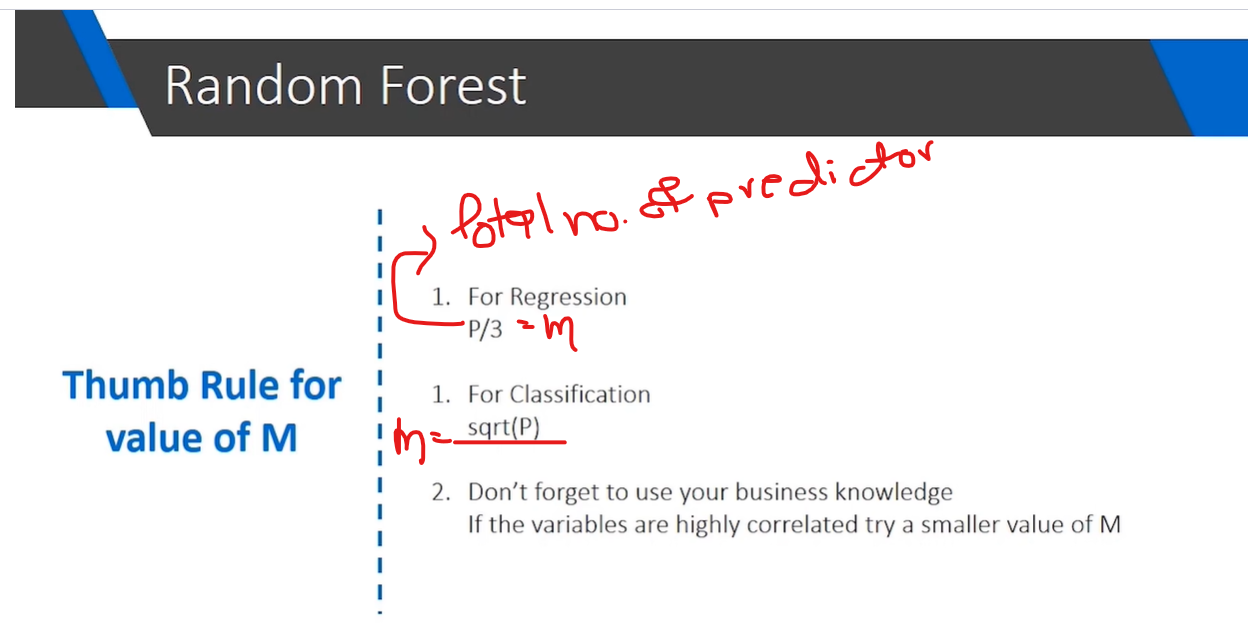 Random Forest
Total no. of predictor
1. For Regression
P/3 = m
Thumb Rule for
value of M
1. For Classification
m = sqrt(P)
2. Don't forget to use your business knowledge
If the variables are highly correlated try a smaller value of M